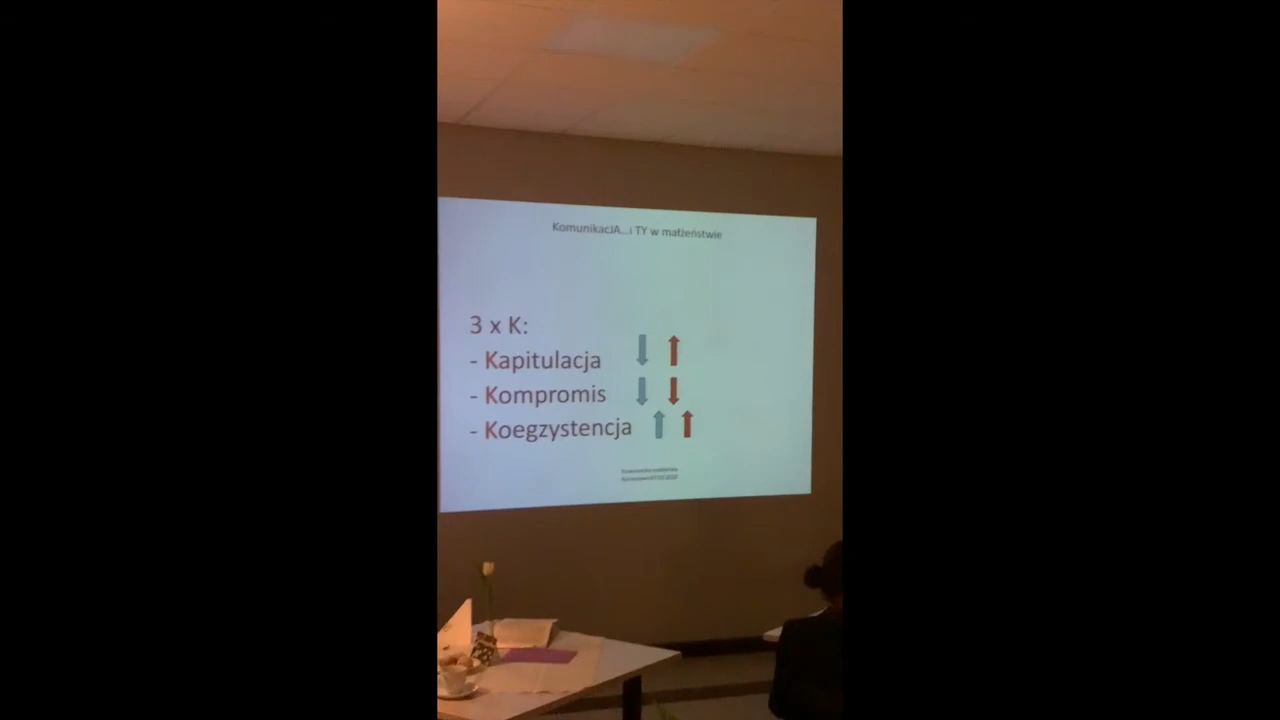 KomunikacJA...i TY w małżeństwie
3 x K:
- Kapitulacja
- Kompromis
- Koegzystencja